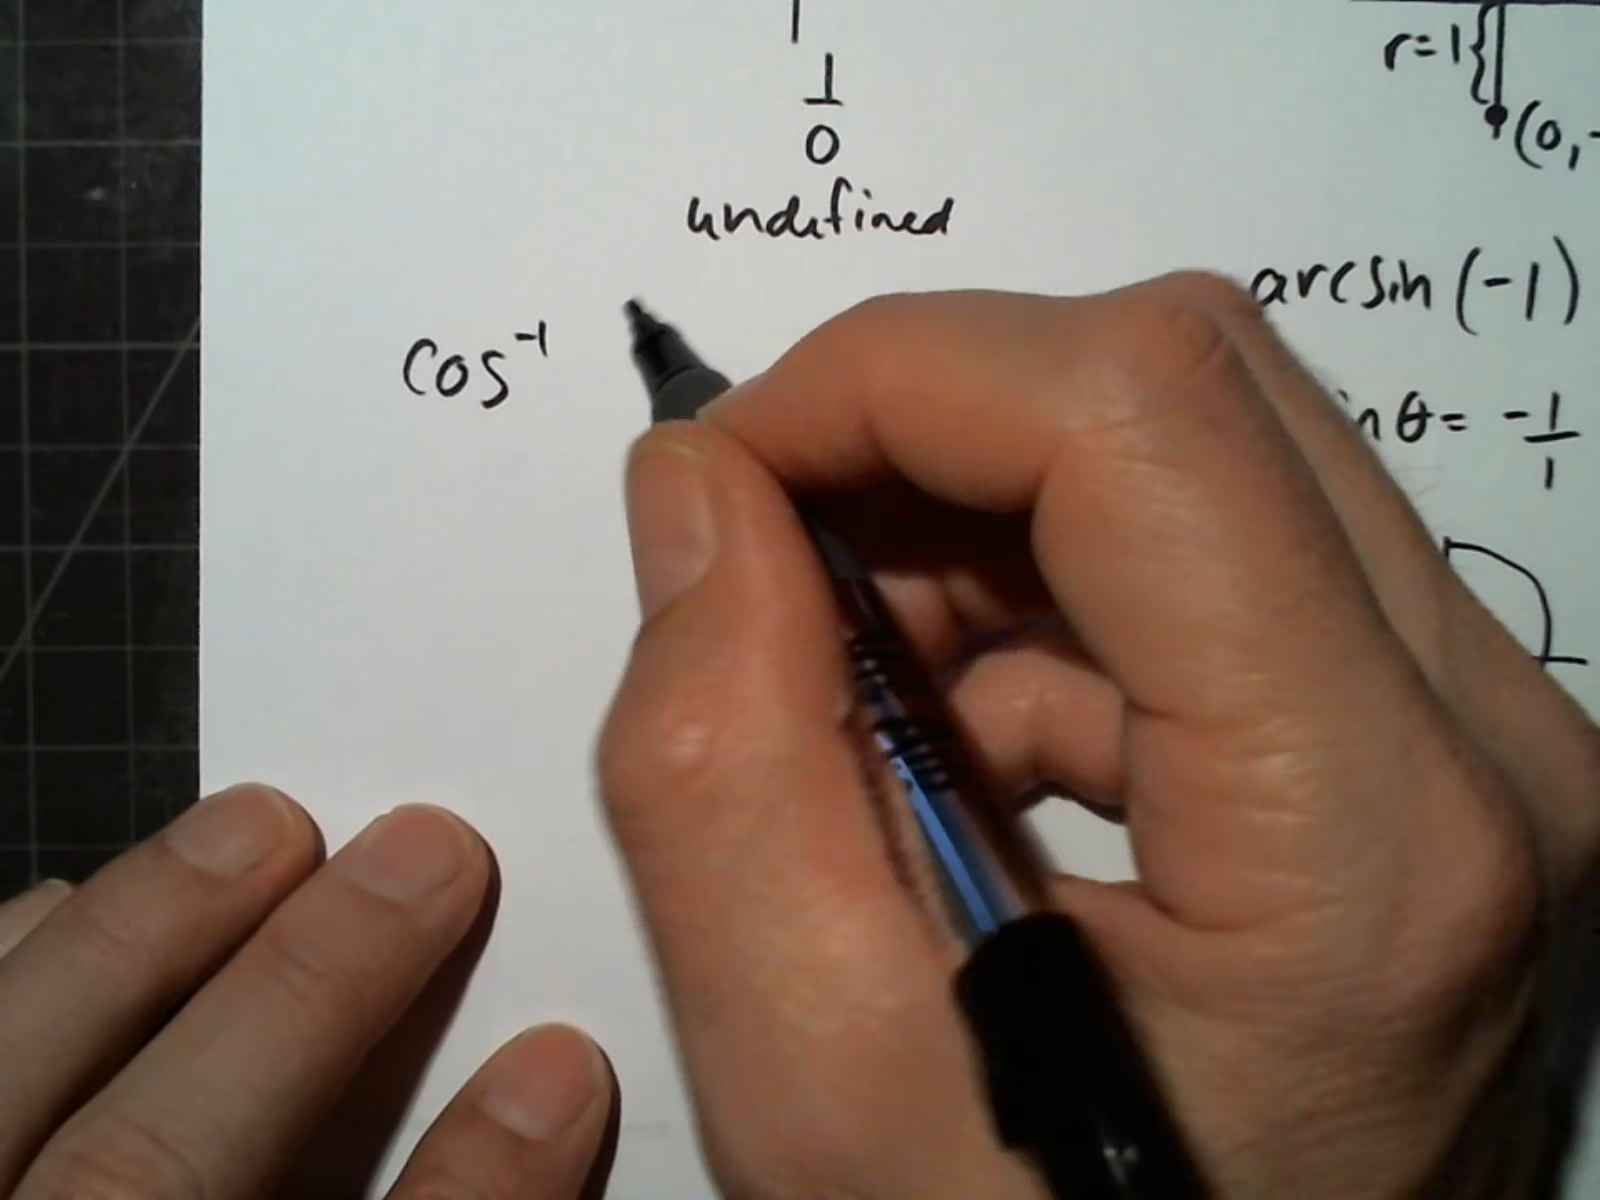 1
0
undefined
cos⁻¹
r=1{
(0,-
arcsin (-1)
n θ= -1
1